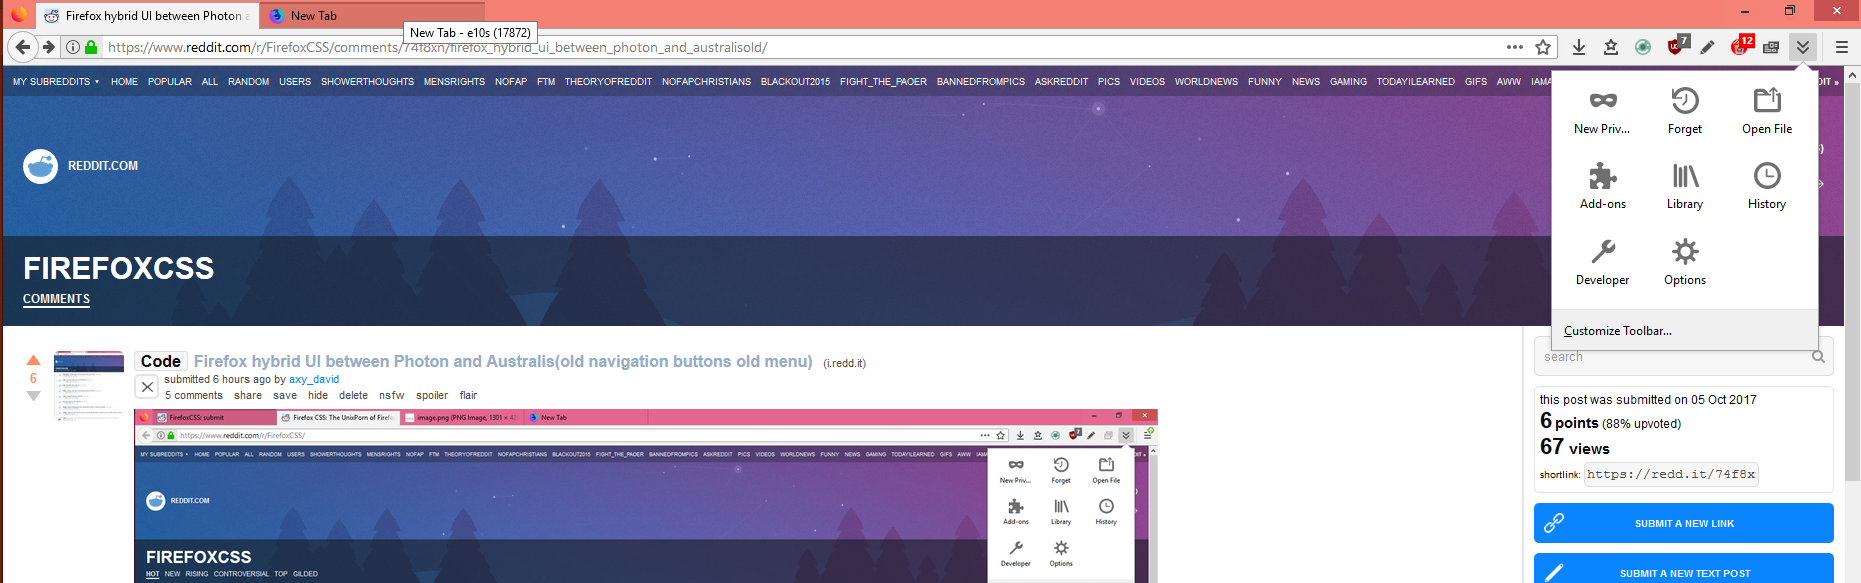 Firefox hybrid UI between Photon a
New Tab
New Tab - e10s (17872)
https://www.reddit.com/r/FirefoxCSS/comments/74f8xn/firefox_hybrid_ui_between_photon_and_australisold/
7
12
MY SUBREDDITS HOME POPULAR ALL RANDOM USERS SHOWERTHOUGHTS MENSRIGHTS NOFAP FTM THEORYOFREDDIT NOFAPCHRISTIANS BLACKOUT2015 FIGHT_THE_PAOER BANNEDFROMPICS ASKREDDIT PICS VIDEOS WORLDNEWS FUNNY NEWS GAMING TODAYILEARNED GIFS AWW IAMA DIT »
New Priv... Forget Open File
REDDIT.COM
Add-ons Library History
FIREFOXCSS
COMMENTS
Developer Options
Customize Toolbar...
search
6
Code Firefox hybrid UI between Photon and Australis(old navigation buttons old menu) (i.redd.it)
submitted 6 hours ago by axy_david
5 comments share save hide delete nsfw spoiler flair
this post was submitted on 05 Oct 2017
6 points (88% upvoted)
67 views
shortlink: https://redd.it/74f8x
SUBMIT A NEW LINK
SUBMIT A NEW TEXT POST
FirefoxCSS: submit
Firefox CSS: The UnixPorn of Firef
image.png (PNG Image, 1301 × 42
New Tab
https://www.reddit.com/r/FirefoxCSS/
7
MY SUBREDDITS HOME POPULAR ALL RANDOM USERS SHOWERTHOUGHTS MENSRIGHTS NOFAP FTM THEORYOFREDDIT NOFAPCHRISTIANS BLACKOUT2015 FIGHT_THE_PAOER BANNEDFROMPICS ASKREDDIT PICS VIDEOS WORLDNEWS FUNNY NEWS GAMING TODAYILEARNED GIFS AWW IAMA DIT »
New Priv... Forget Open File
REDDIT.COM
Add-ons Library History
FIREFOXCSS
HOT NEW RISING CONTROVERSIAL TOP GILDED
Developer Options